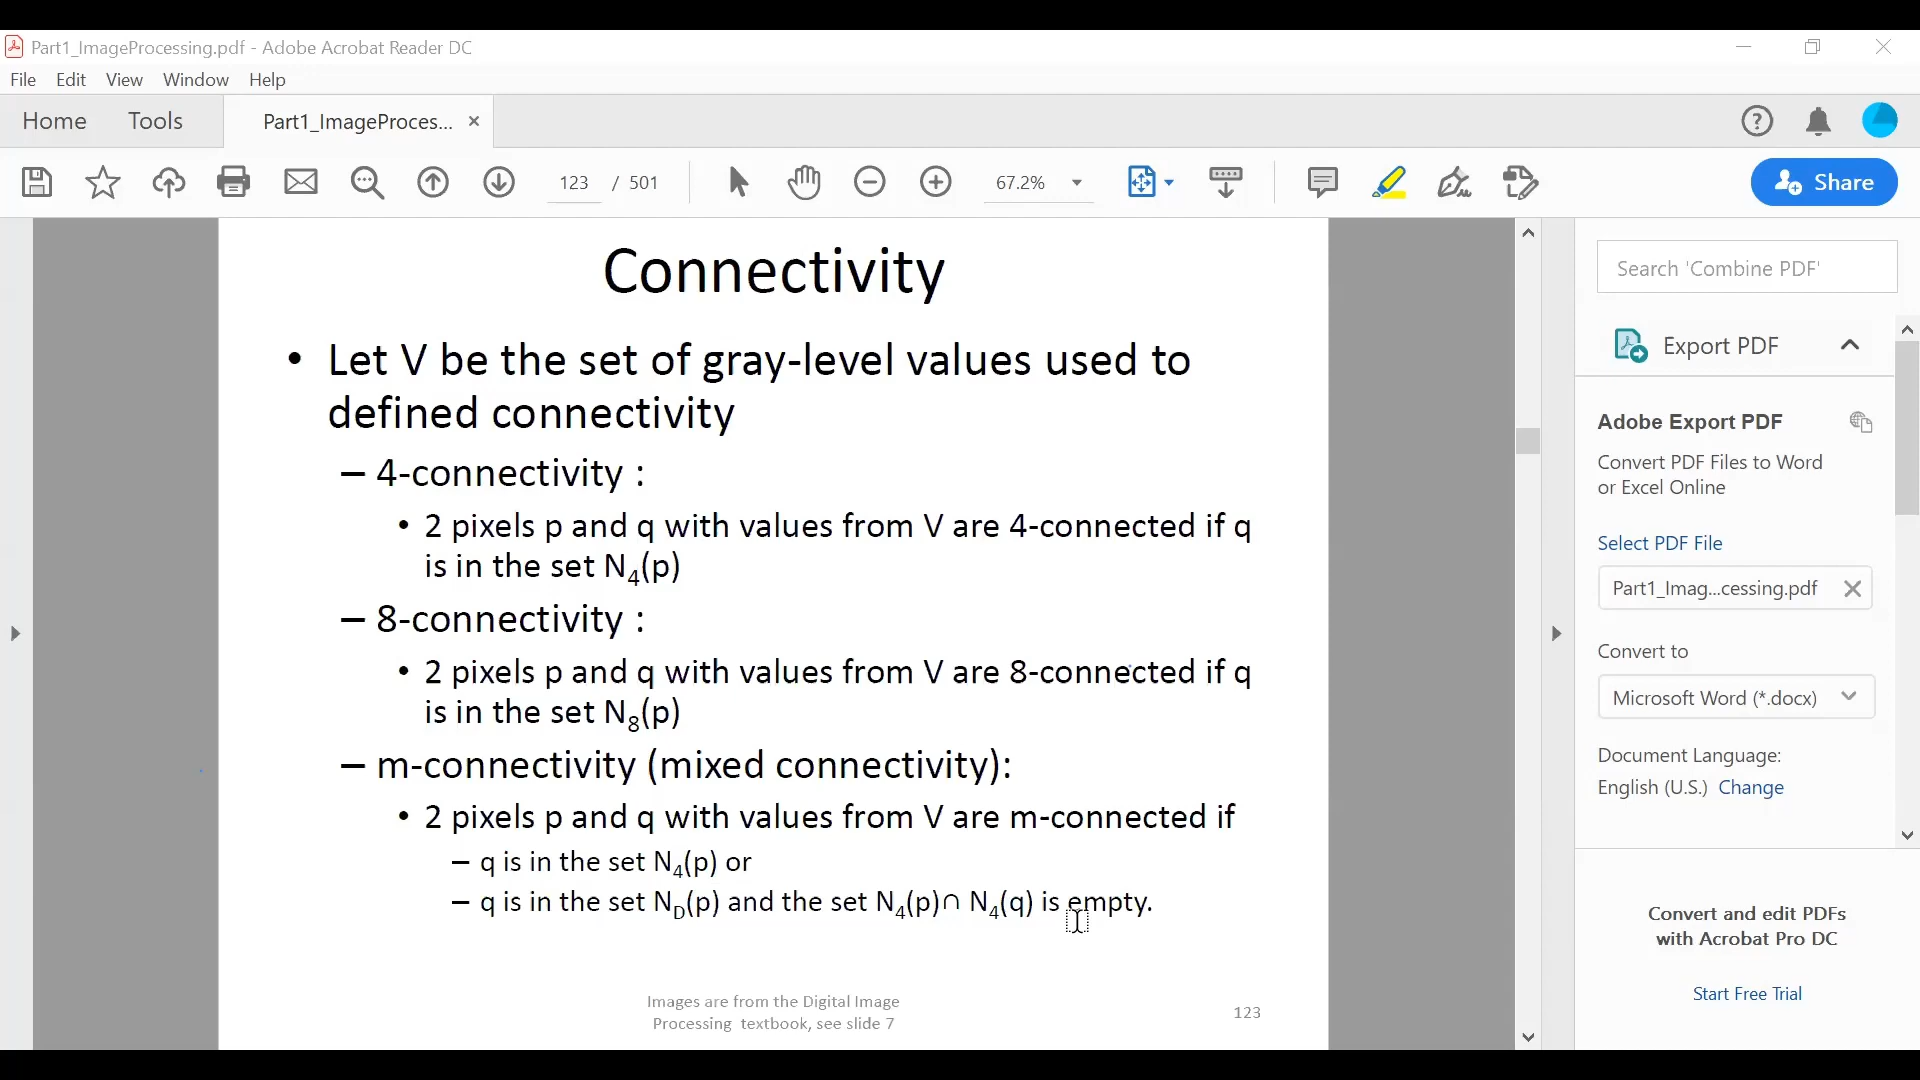 Part1_ImageProcessing.pdf - Adobe Acrobat Reader DC
File Edit View Window Help
Home Tools Part1_ImageProces... ×
123 / 501 67.2% Share
Connectivity
• Let V be the set of gray-level values used to
defined connectivity
– 4-connectivity :
• 2 pixels p and q with values from V are 4-connected if q
is in the set N4(p)
– 8-connectivity :
• 2 pixels p and q with values from V are 8-connected if q
is in the set N8(p)
– m-connectivity (mixed connectivity):
• 2 pixels p and q with values from V are m-connected if
– q is in the set N4(p) or
– q is in the set ND(p) and the set N4(p)∩ N4(q) is empty.
Images are from the Digital Image
Processing textbook, see slide 7
123
Search 'Combine PDF'
Export PDF
Adobe Export PDF
Convert PDF Files to Word
or Excel Online
Select PDF File
Part1_Imag...cessing.pdf
Convert to
Microsoft Word (*.docx)
Document Language:
English (U.S.) Change
Convert and edit PDFs
with Acrobat Pro DC
Start Free Trial